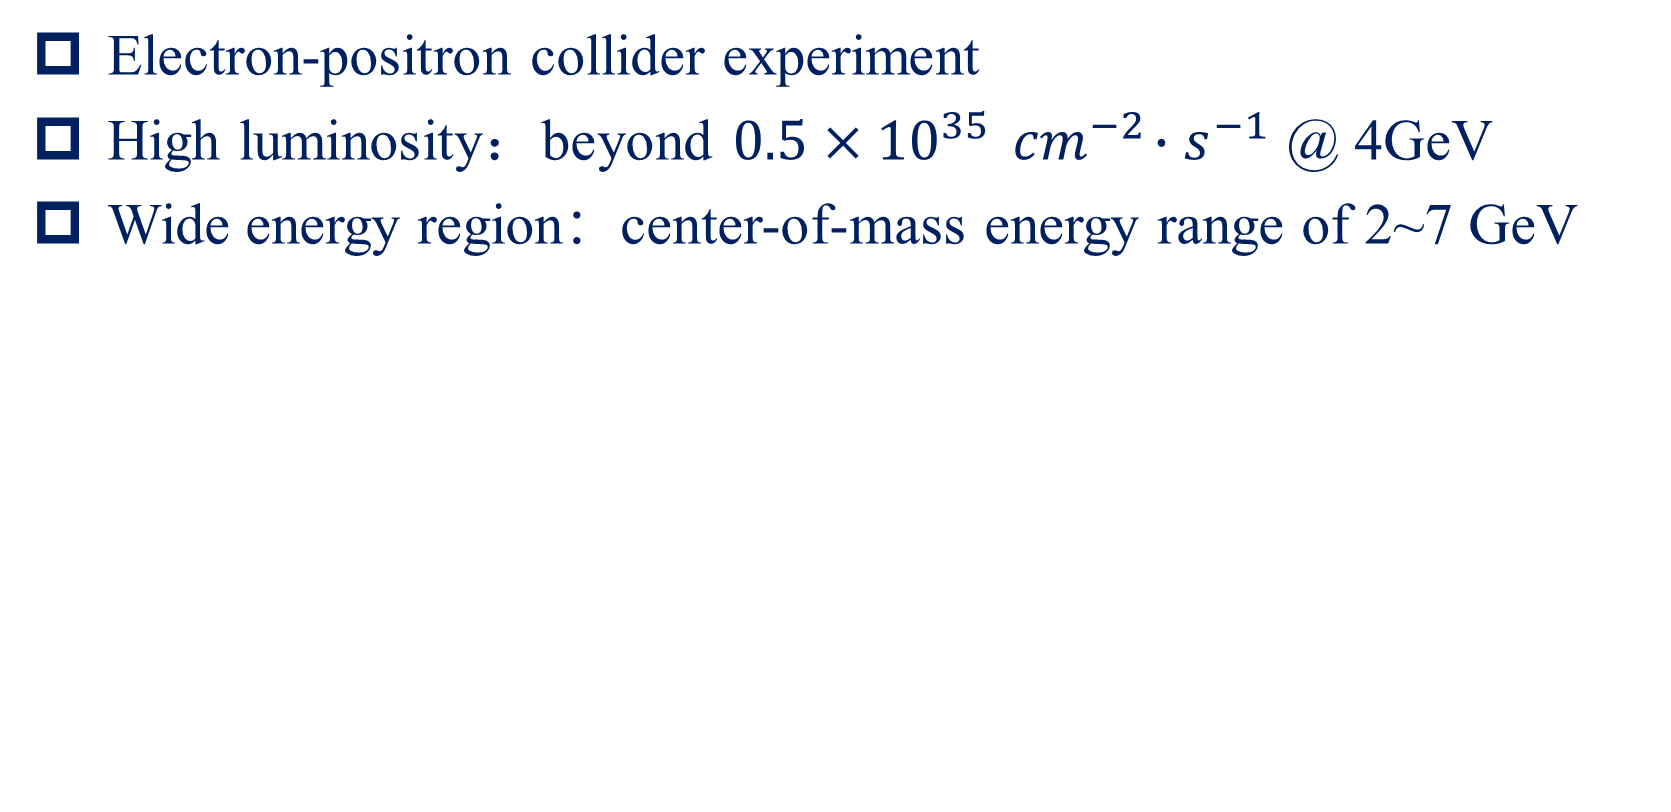 Electron-positron collider experiment
High luminosity：beyond 0.5 × 10³⁵ cm⁻² · s⁻¹ @ 4GeV
Wide energy region：center-of-mass energy range of 2~7 GeV